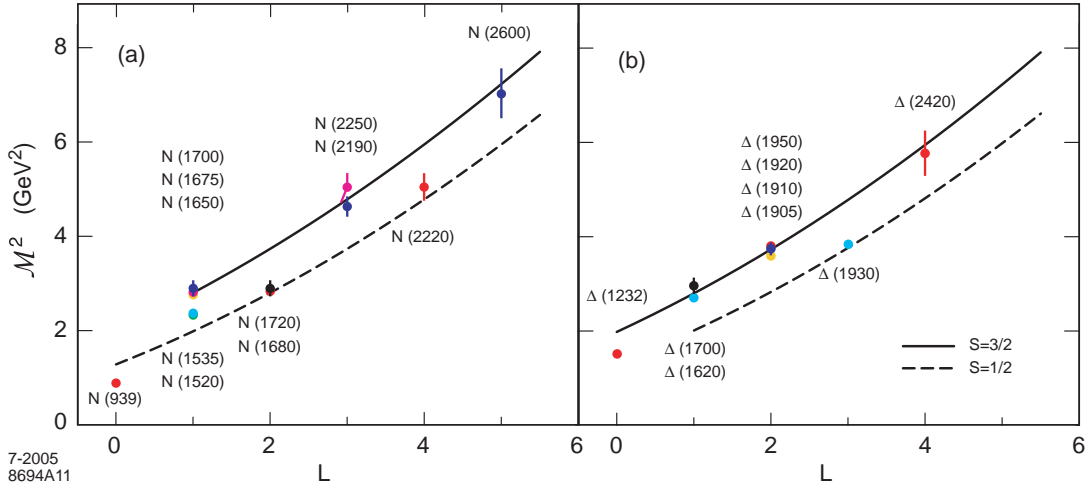 (a)
N (2600)
N (2250)
N (2190)
N (1700)
N (1675)
N (1650)
N (2220)
N (1720)
N (1680)
N (1535)
N (1520)
N (939)
8
6
4
2
0
ℳ² (GeV²)
0 2 4 6
L
(b)
Δ (2420)
Δ (1950)
Δ (1920)
Δ (1910)
Δ (1905)
Δ (1930)
Δ (1232)
Δ (1700)
Δ (1620)
S=3/2
S=1/2
0 2 4 6
L
7-2005
8694A11